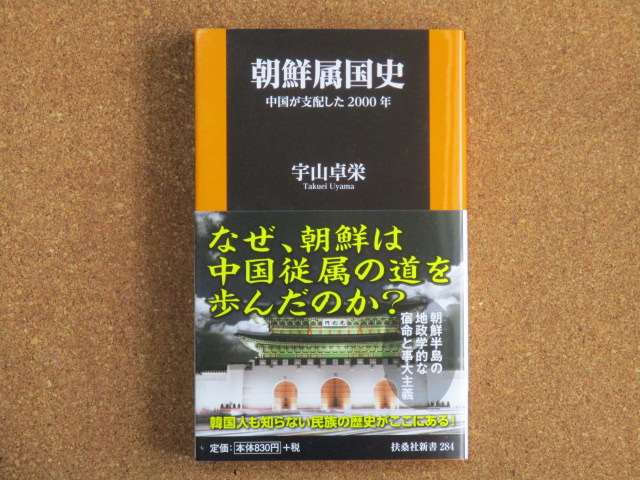 朝鮮属国史
中国が支配した2000年
宇山卓栄
Takuei Uyama
なぜ、朝鮮は
中国従属の道を
歩んだのか?
朝鮮半島の
地政学的な
宿命と事大主義
韓国人も知らない民族の歴史がここにある!
定価:本体830円+税
扶桑社新書 284